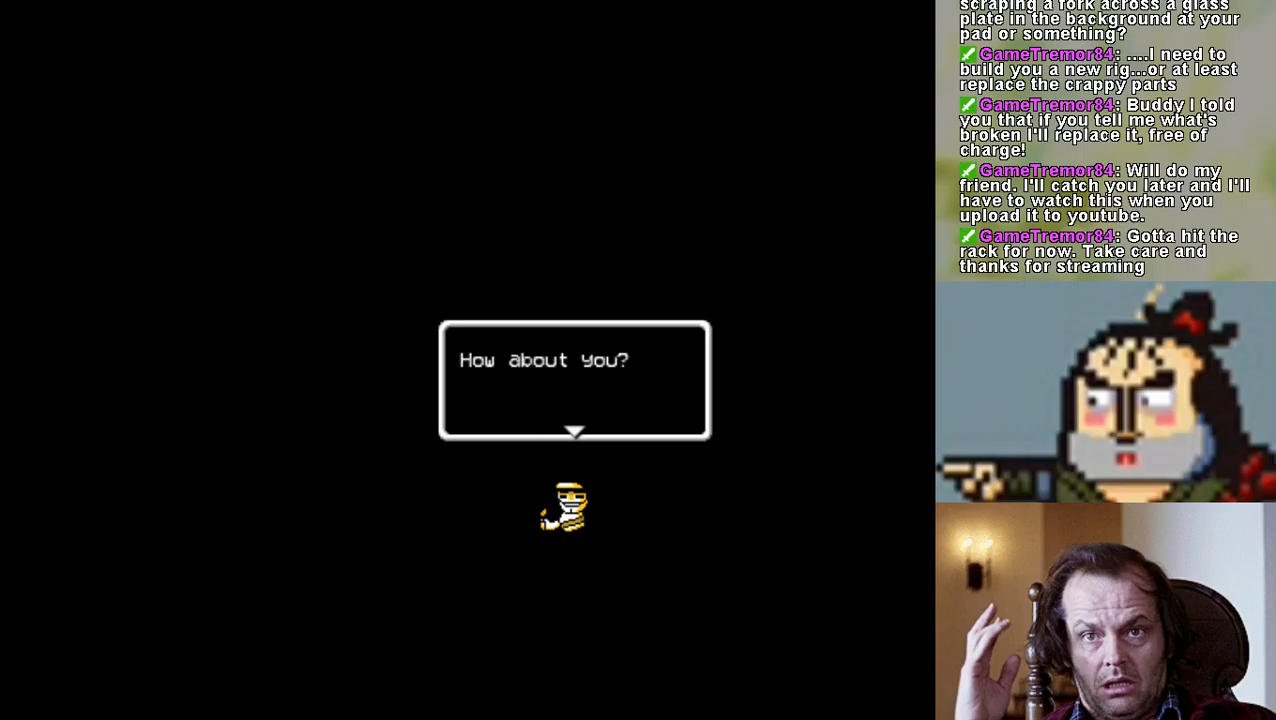 scraping a fork across a glass
plate in the background at your
pad or something?
GameTremor84: ....I need to
build you a new rig...or at least
replace the crappy parts
GameTremor84: Buddy I told
you that if you tell me what's
broken I'll replace it, free of
charge!
GameTremor84: Will do my
friend. I'll catch you later and I'll
have to watch this when you
upload it to youtube.
GameTremor84: Gotta hit the
rack for now. Take care and
thanks for streaming
How about you?